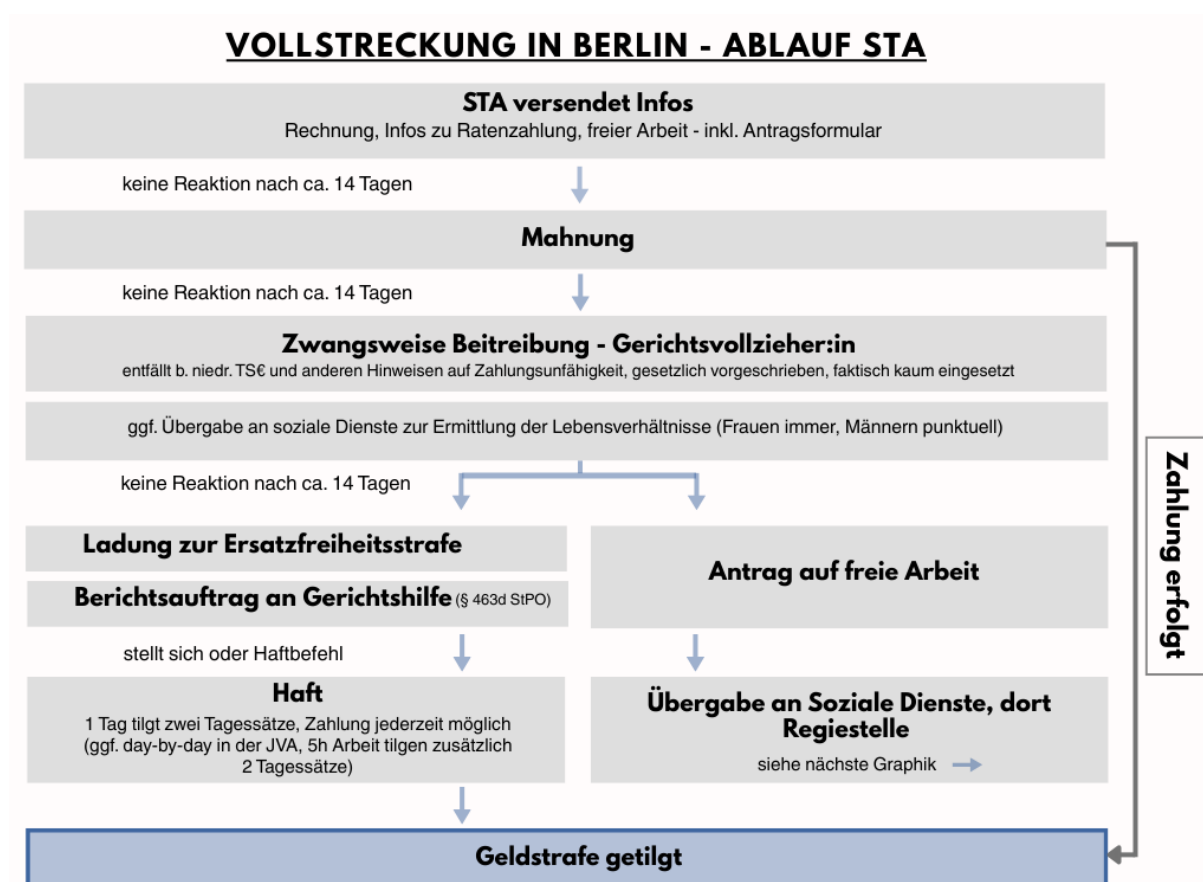 VOLLSTRECKUNG IN BERLIN - ABLAUF STA
STA versendet Infos
Rechnung, Infos zu Ratenzahlung, freier Arbeit - inkl. Antragsformular
keine Reaktion nach ca. 14 Tagen
Mahnung
keine Reaktion nach ca. 14 Tagen
Zwangsweise Beitreibung - Gerichtsvollzieher:in
entfällt b. niedr. TS€ und anderen Hinweisen auf Zahlungsunfähigkeit, gesetzlich vorgeschrieben, faktisch kaum eingesetzt
ggf. Übergabe an soziale Dienste zur Ermittlung der Lebensverhältnisse (Frauen immer, Männern punktuell)
keine Reaktion nach ca. 14 Tagen
Ladung zur Ersatzfreiheitsstrafe
Berichtsauftrag an Gerichtshilfe (§ 463d StPO)
stellt sich oder Haftbefehl
Haft
1 Tag tilgt zwei Tagessätze, Zahlung jederzeit möglich
(ggf. day-by-day in der JVA, 5h Arbeit tilgen zusätzlich
2 Tagessätze)
Antrag auf freie Arbeit
Übergabe an Soziale Dienste, dort
Regiestelle
siehe nächste Graphik
Zahlung erfolgt
Geldstrafe getilgt